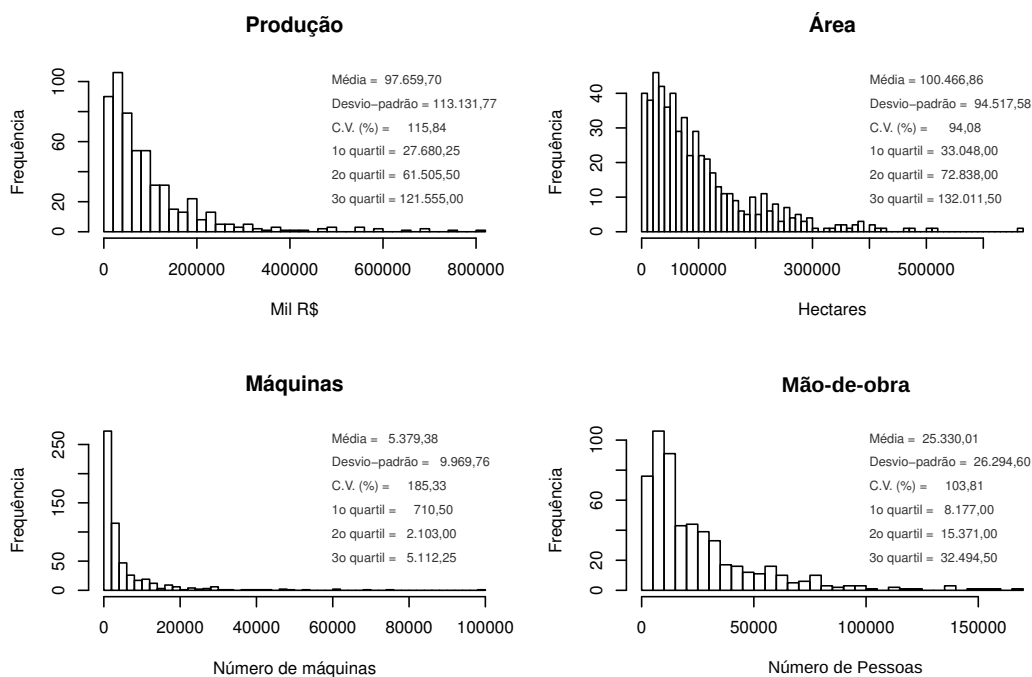 Produção
Frequência
0 20 60 100
Média = 97.659,70
Desvio−padrão = 113.131,77
C.V. (%) = 115,84
1o quartil = 27.680,25
2o quartil = 61.505,50
3o quartil = 121.555,00
0 200000 400000 600000 800000
Mil R$
Área
Frequência
0 10 20 30 40
Média = 100.466,86
Desvio−padrão = 94.517,58
C.V. (%) = 94,08
1o quartil = 33.048,00
2o quartil = 72.838,00
3o quartil = 132.011,50
0 100000 300000 500000
Hectares
Máquinas
Frequência
0 50 150 250
Média = 5.379,38
Desvio−padrão = 9.969,76
C.V. (%) = 185,33
1o quartil = 710,50
2o quartil = 2.103,00
3o quartil = 5.112,25
0 20000 40000 60000 80000 100000
Número de máquinas
Mão-de-obra
Frequência
0 20 60 100
Média = 25.330,01
Desvio−padrão = 26.294,60
C.V. (%) = 103,81
1o quartil = 8.177,00
2o quartil = 15.371,00
3o quartil = 32.494,50
0 50000 100000 150000
Número de Pessoas